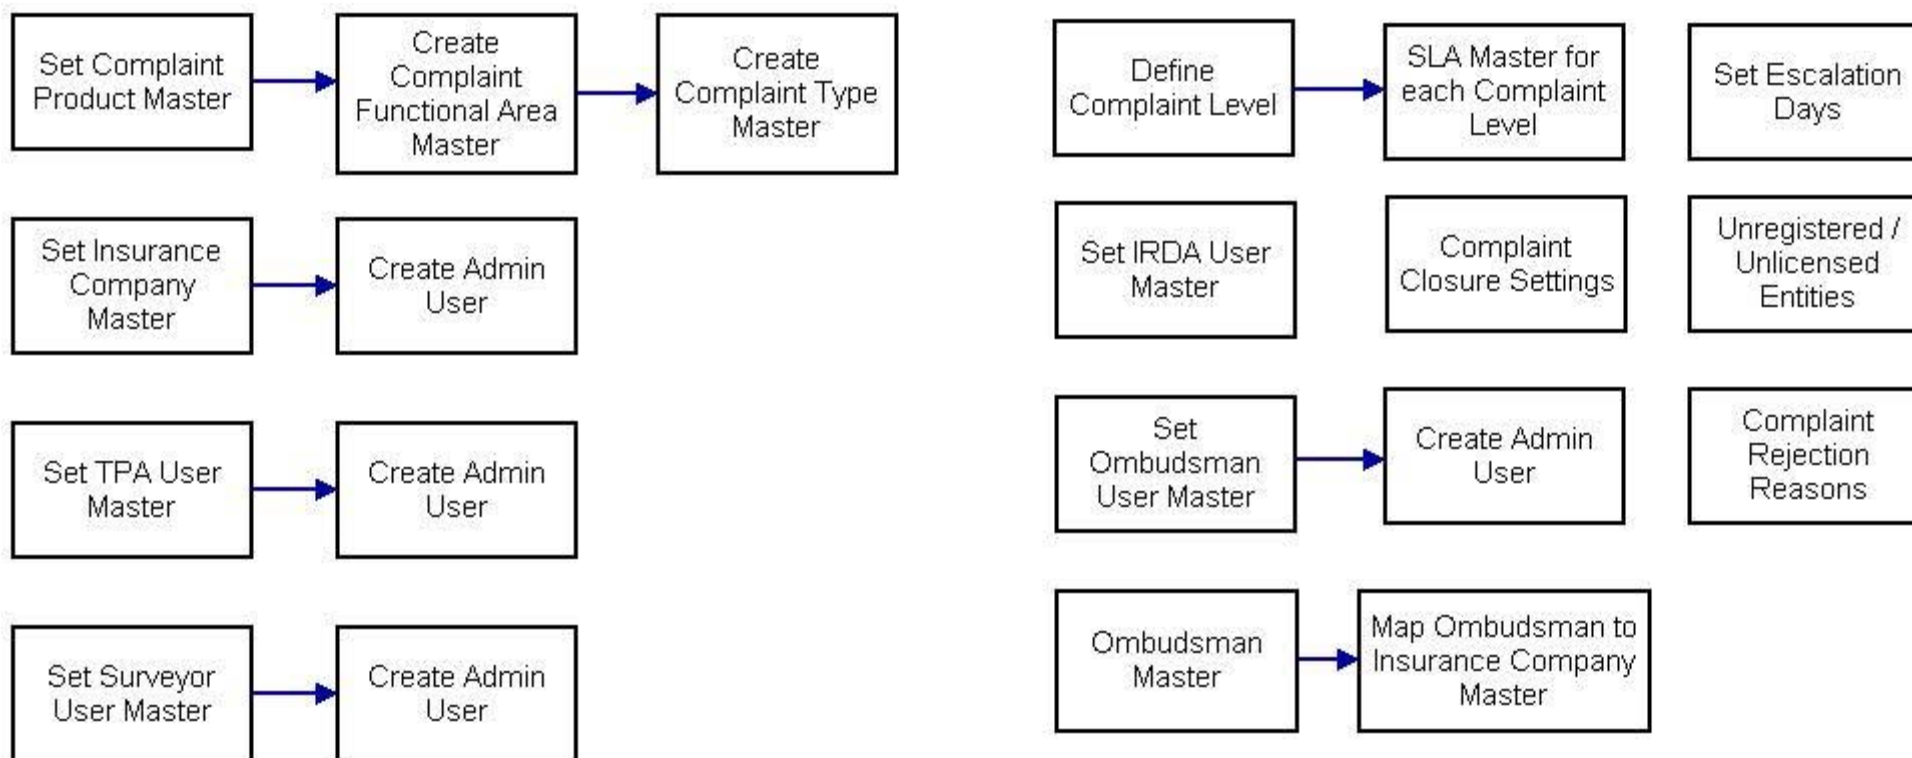 Set Complaint
Product Master
Create
Complaint
Functional Area
Master
Create
Complaint Type
Master
Define
Complaint Level
SLA Master for
each Complaint
Level
Set Escalation
Days
Set Insurance
Company
Master
Create Admin
User
Set IRDA User
Master
Complaint
Closure Settings
Unregistered /
Unlicensed
Entities
Set TPA User
Master
Create Admin
User
Set
Ombudsman
User Master
Create Admin
User
Complaint
Rejection
Reasons
Set Surveyor
User Master
Create Admin
User
Ombudsman
Master
Map Ombudsman to
Insurance Company
Master